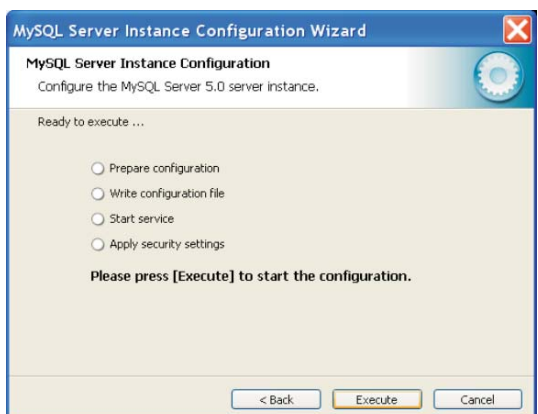 MySQL Server Instance Configuration Wizard
MySQL Server Instance Configuration
Configure the MySQL Server 5.0 server instance.
Ready to execute ...
Prepare configuration
Write configuration file
Start service
Apply security settings
Please press [Execute] to start the configuration.
< Back Execute Cancel